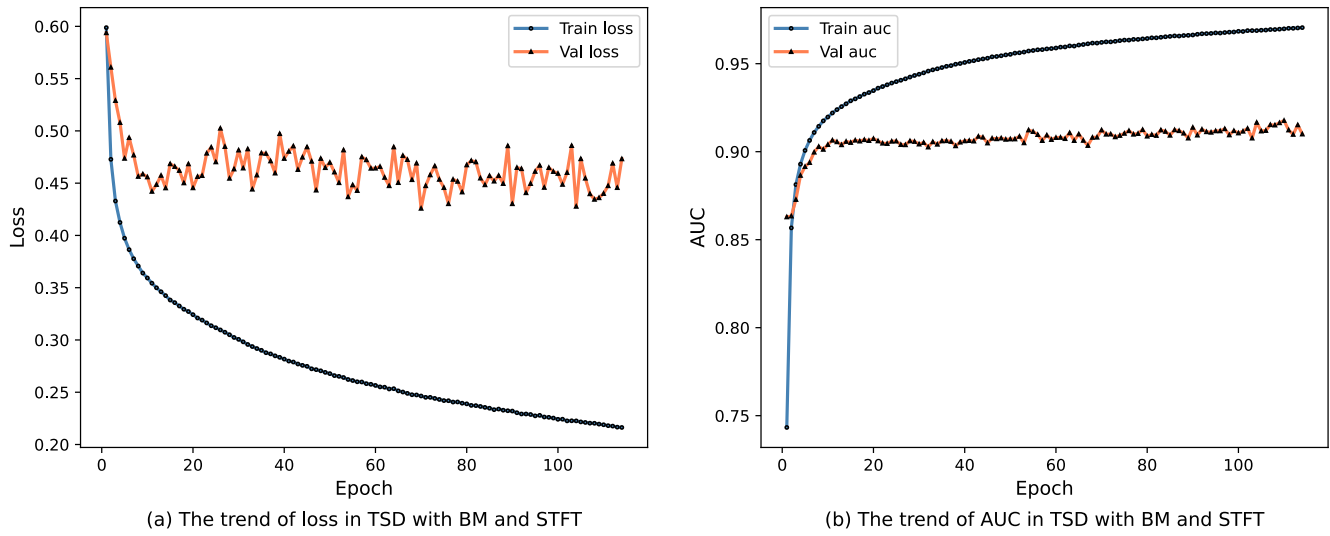 0.60
0.55
0.50
0.45
0.40
0.35
0.30
0.25
0.20
Loss
Train loss
Val loss
0 20 40 60 80 100
Epoch
(a) The trend of loss in TSD with BM and STFT
0.95
0.90
0.85
0.80
0.75
AUC
Train auc
Val auc
0 20 40 60 80 100
Epoch
(b) The trend of AUC in TSD with BM and STFT